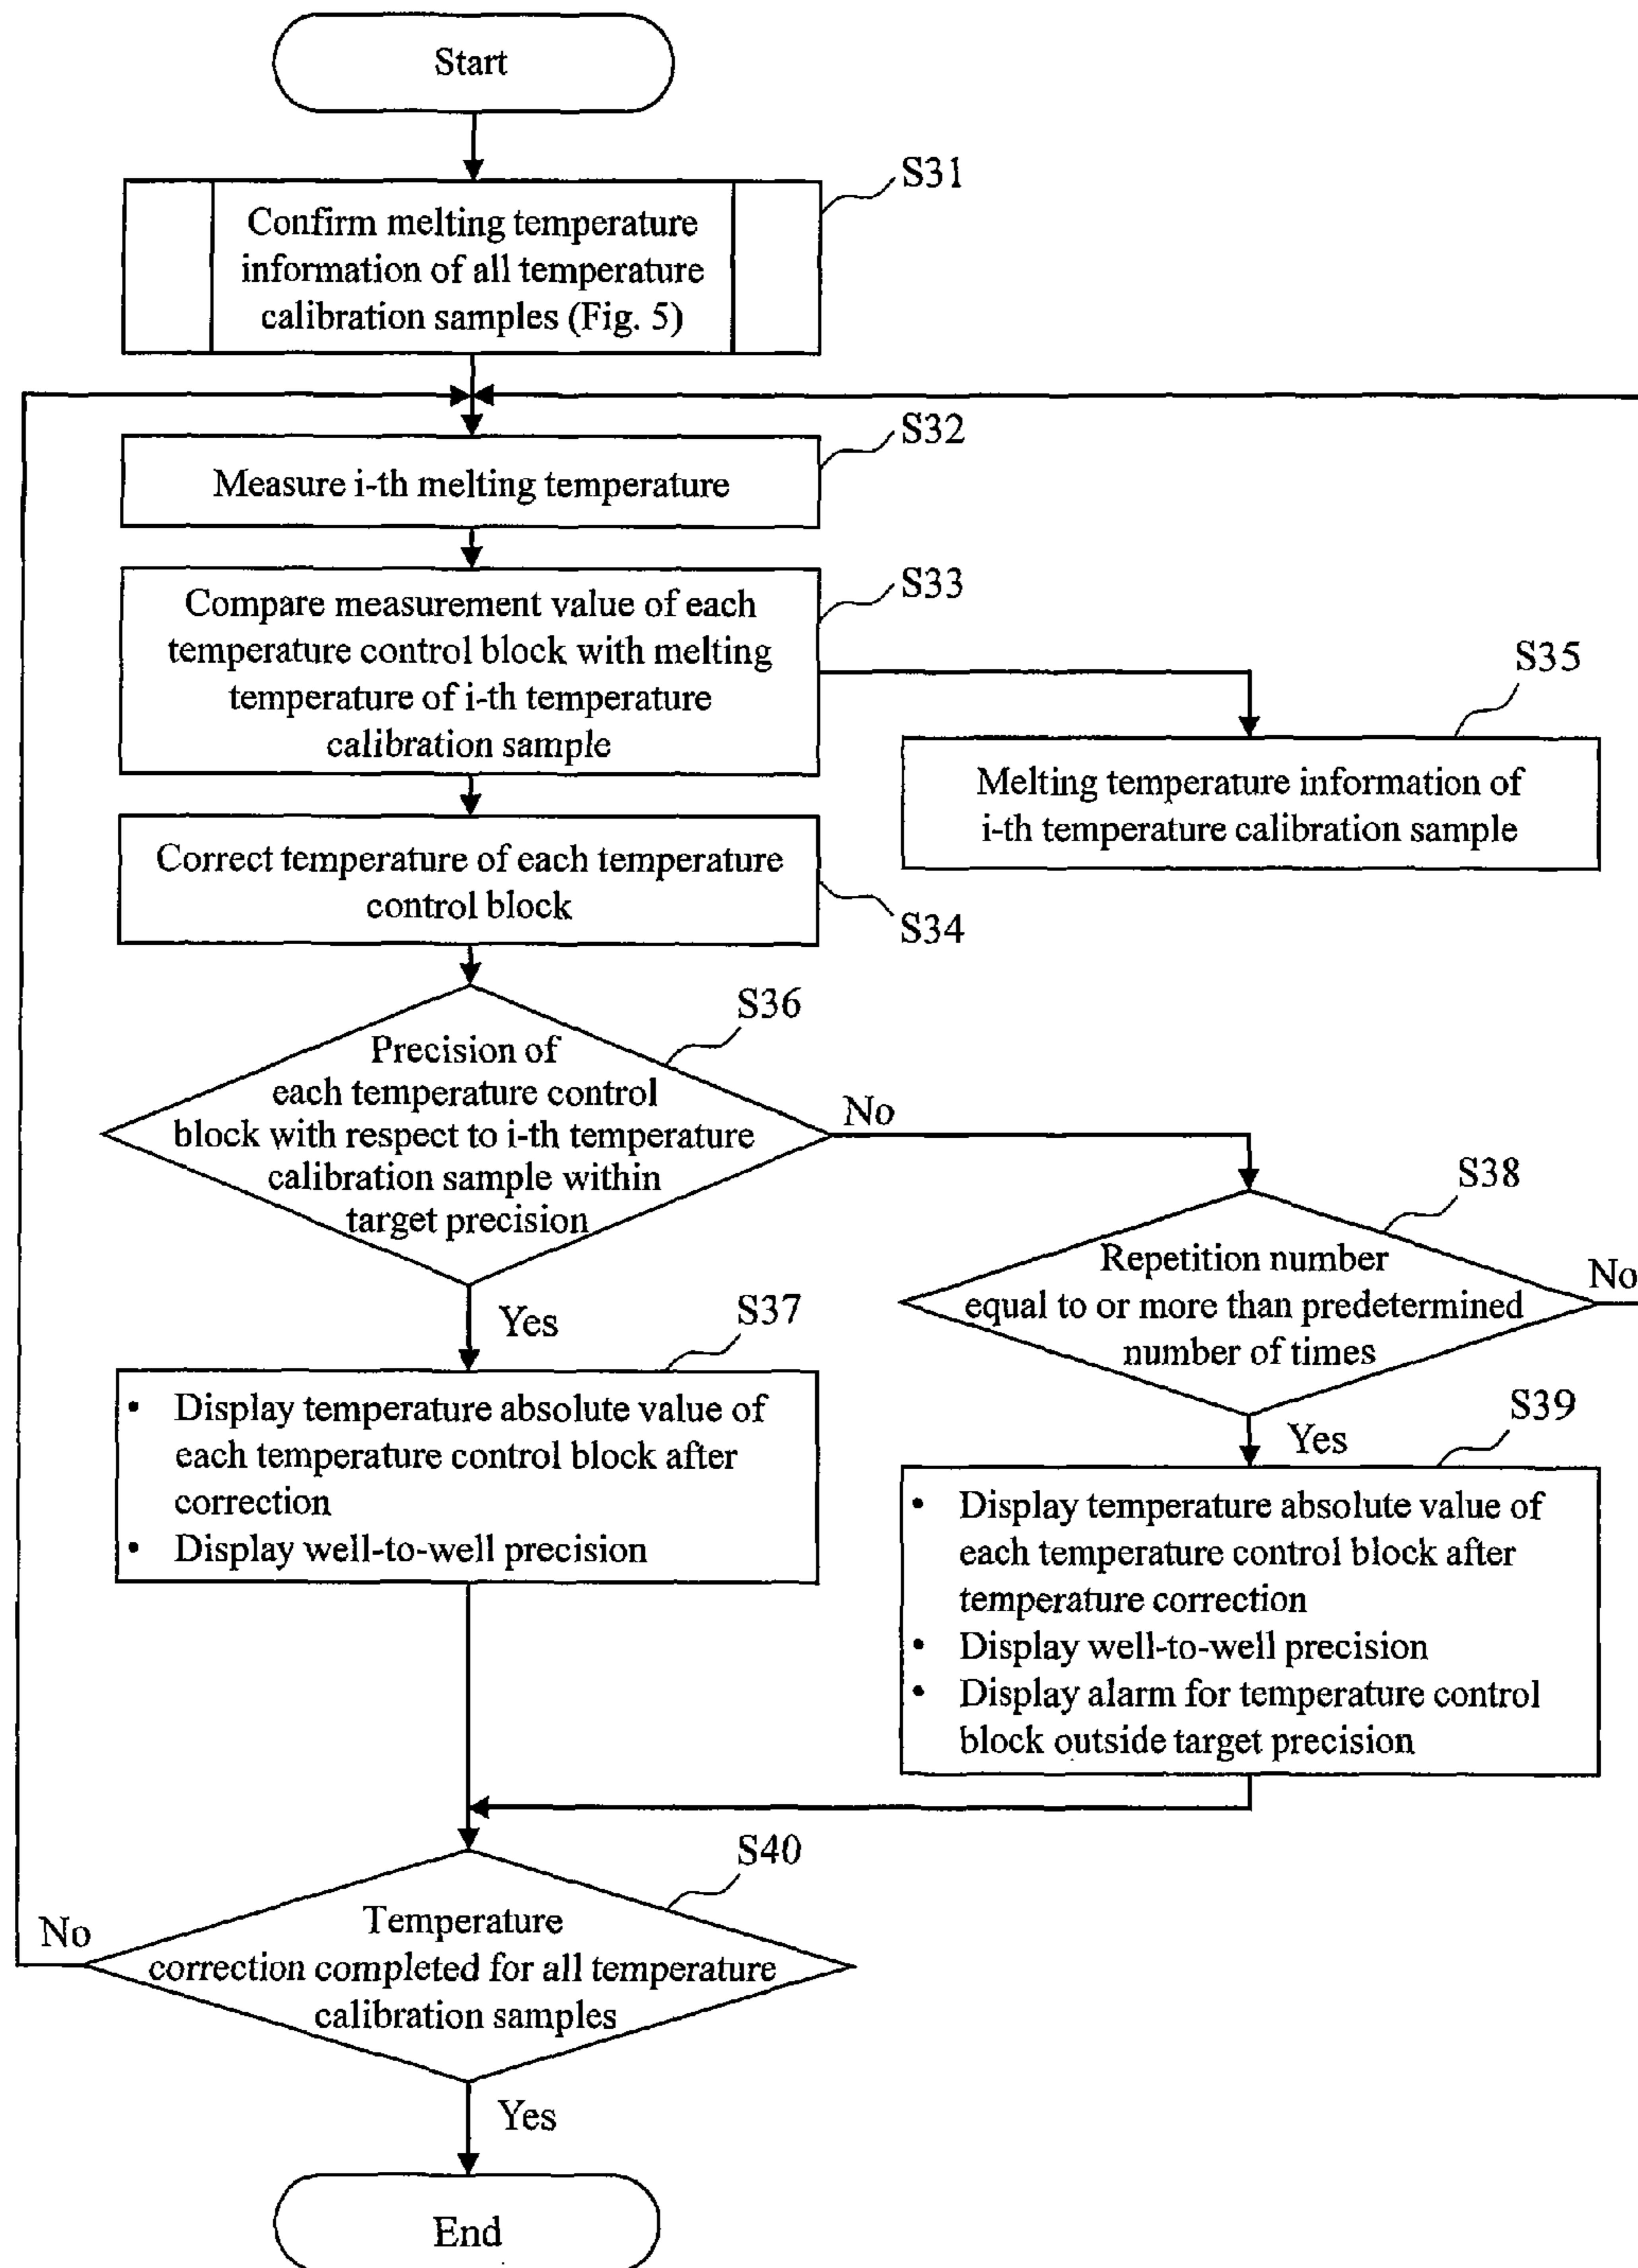 Start
S31
Confirm melting temperature
information of all temperature
calibration samples (Fig. 5)
S32
Measure i-th melting temperature
S33
Compare measurement value of each
temperature control block with melting
temperature of i-th temperature
calibration sample
S35
Melting temperature information of
i-th temperature calibration sample
Correct temperature of each temperature
control block
S34
S36
Precision of
each temperature control
block with respect to i-th temperature
calibration sample within
target precision
No
S38
Repetition number
equal to or more than predetermined
number of times
No
Yes
S37
• Display temperature absolute value of
each temperature control block after
correction
• Display well-to-well precision
Yes
S39
• Display temperature absolute value of
each temperature control block after
temperature correction
• Display well-to-well precision
• Display alarm for temperature control
block outside target precision
S40
Temperature
correction completed for all temperature
calibration samples
No
Yes
End